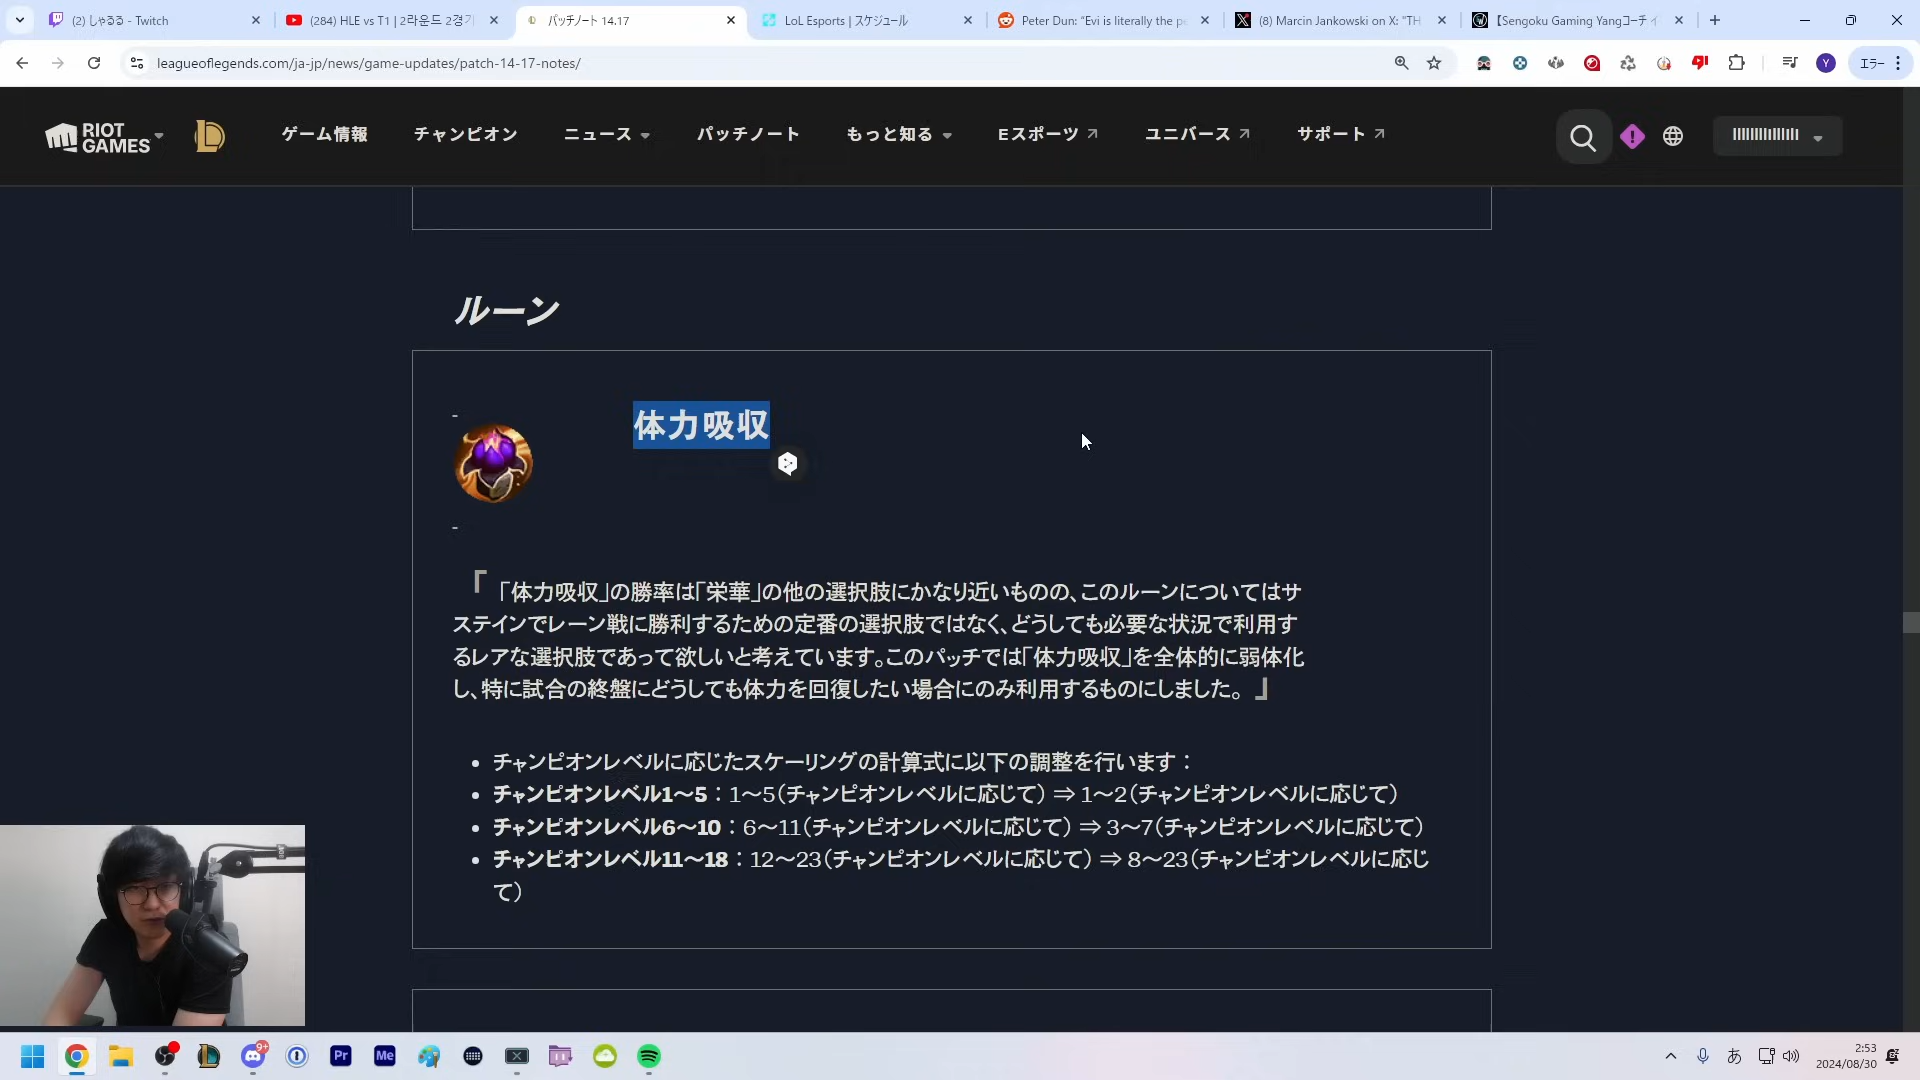 (2) しゃるる - Twitch
(284) HLE vs T1 | 2라운드 2경기
パッチノート 14.17
LoL Esports | スケジュール
Peter Dun: "Evi is literally the pe
(8) Marcin Jankowski on X: "TH
【Sengoku Gaming Yangコーチ イ
leagueoflegends.com/ja-jp/news/game-updates/patch-14-17-notes/
エラー
RIOT
GAMES
ゲーム情報
チャンピオン
ニュース
パッチノート
もっと知る
Eスポーツ
ユニバース
サポート
ルーン
体力吸収
「「体力吸収」の勝率は「栄華」の他の選択肢にかなり近いものの、このルーンについてはサ
ステインでレーン戦に勝利するための定番の選択肢ではなく、どうしても必要な状況で利用す
るレアな選択肢であって欲しいと考えています。このパッチでは「体力吸収」を全体的に弱体化
し、特に試合の終盤にどうしても体力を回復したい場合にのみ利用するものにしました。」
• チャンピオンレベルに応じたスケーリングの計算式に以下の調整を行います：
• チャンピオンレベル1～5：1～5（チャンピオンレベルに応じて） ⇒ 1～2（チャンピオンレベルに応じて）
• チャンピオンレベル6～10：6～11（チャンピオンレベルに応じて） ⇒ 3～7（チャンピオンレベルに応じて）
• チャンピオンレベル11～18：12～23（チャンピオンレベルに応じて） ⇒ 8～23（チャンピオンレベルに応じ
て）
9+
Pr
Me
あ
2:53
2024/08/30